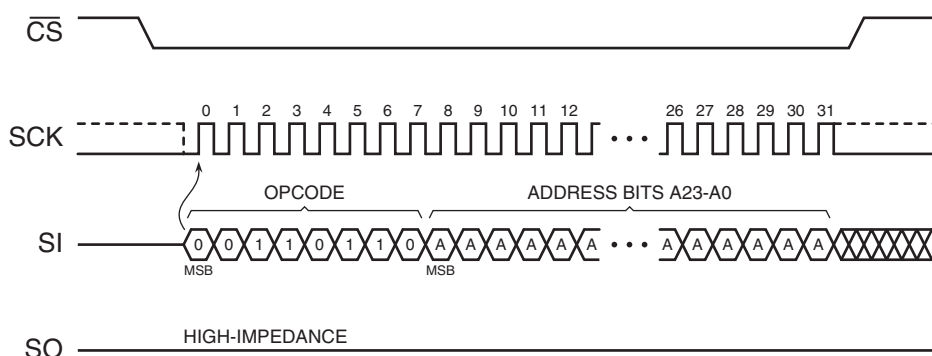 CS
0 1 2 3 4 5 6 7 8 9 10 11 12 26 27 28 29 30 31
SCK
OPCODE ADDRESS BITS A23-A0
SI 0 0 1 1 0 1 1 0 A A A A A A A A A A A A
MSB MSB
HIGH-IMPEDANCE
SO